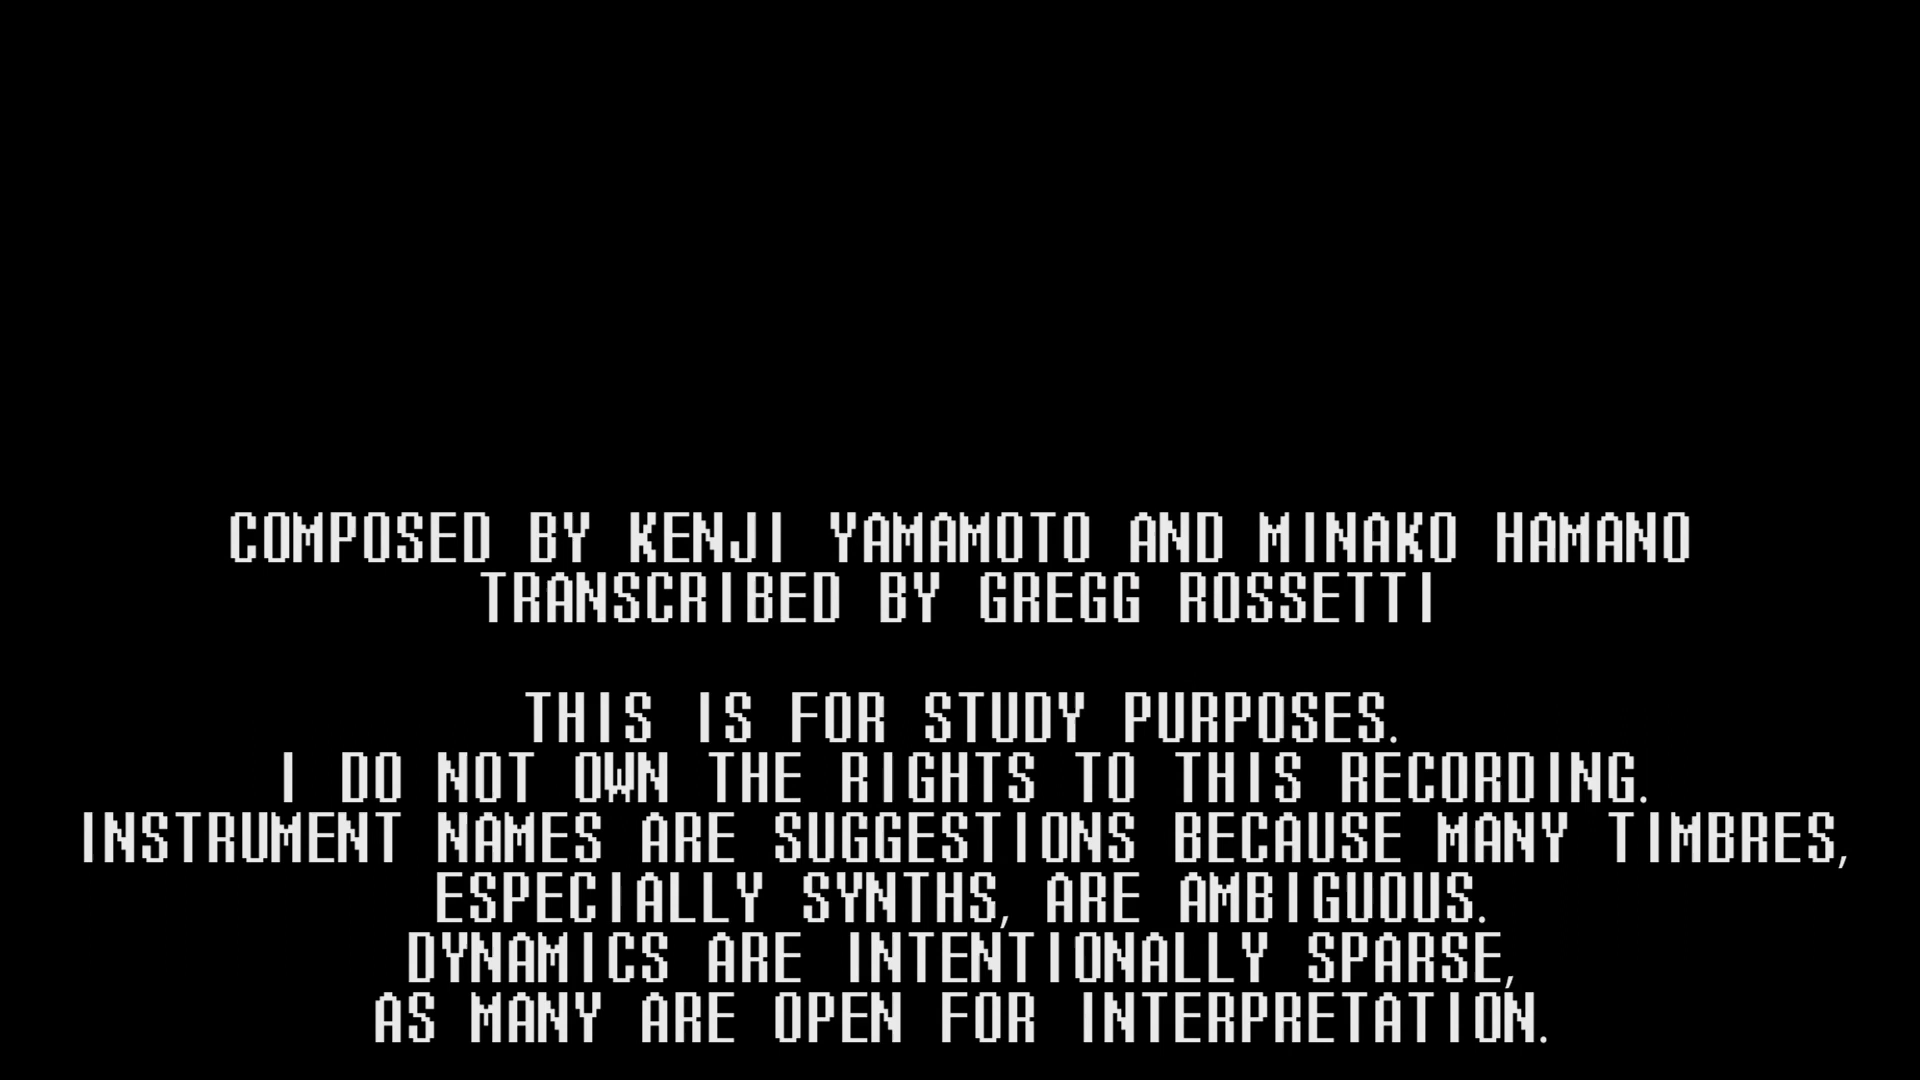 COMPOSED BY KENJI YAMAMOTO AND MINAKO HAMANO
TRANSCRIBED BY GREGG ROSSETTI
THIS IS FOR STUDY PURPOSES.
I DO NOT OWN THE RIGHTS TO THIS RECORDING.
INSTRUMENT NAMES ARE SUGGESTIONS BECAUSE MANY TIMBRES,
ESPECIALLY SYNTHS, ARE AMBIGUOUS.
DYNAMICS ARE INTENTIONALLY SPARSE,
AS MANY ARE OPEN FOR INTERPRETATION.